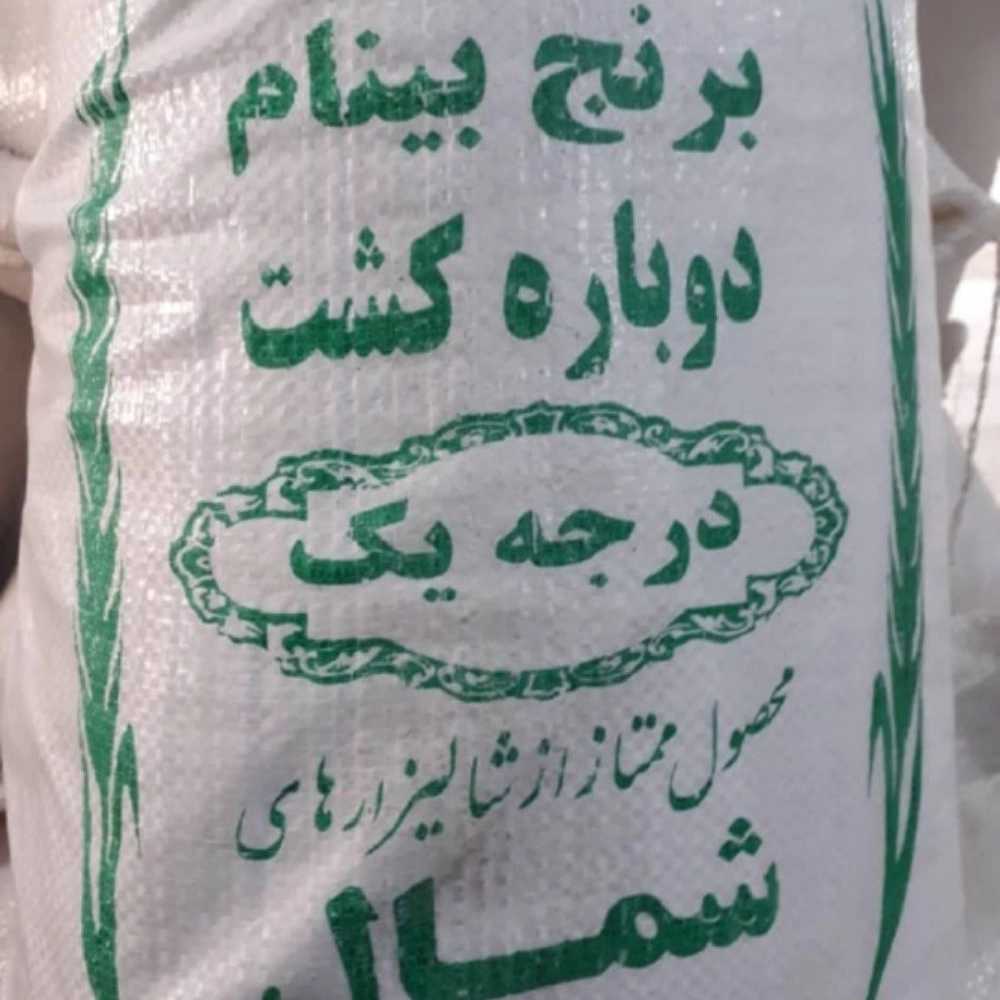 برنج بینام
دوباره کشت
درجه یک
محصول ممتاز از شالیزارهای
شمال